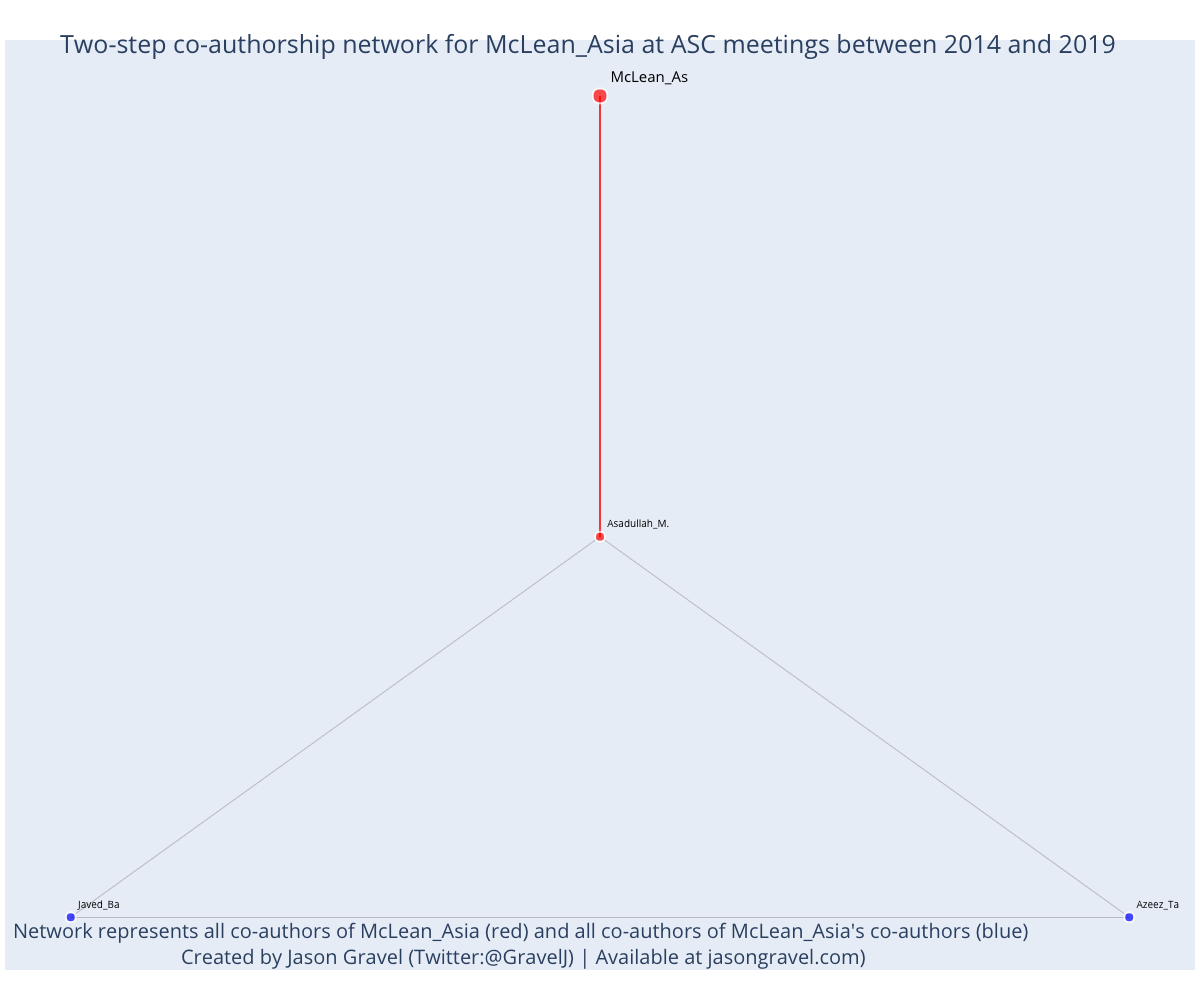 Two-step co-authorship network for McLean_Asia at ASC meetings between 2014 and 2019
McLean_As
Asadullah_M.
Javed_Ba
Azeez_Ta
Network represents all co-authors of McLean_Asia (red) and all co-authors of McLean_Asia's co-authors (blue)
Created by Jason Gravel (Twitter:@GravelJ) | Available at jasongravel.com)